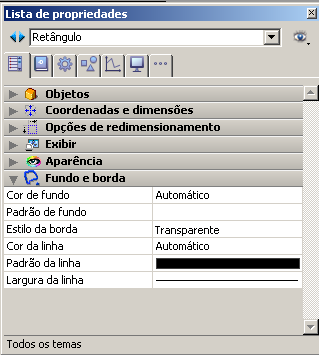 Lista de propriedades
Retângulo
Objetos
Coordenadas e dimensões
Opções de redimensionamento
Exibir
Aparência
Fundo e borda
Cor de fundo Automático
Padrão de fundo
Estilo da borda Transparente
Cor da linha Automático
Padrão da linha
Largura da linha
Todos os temas